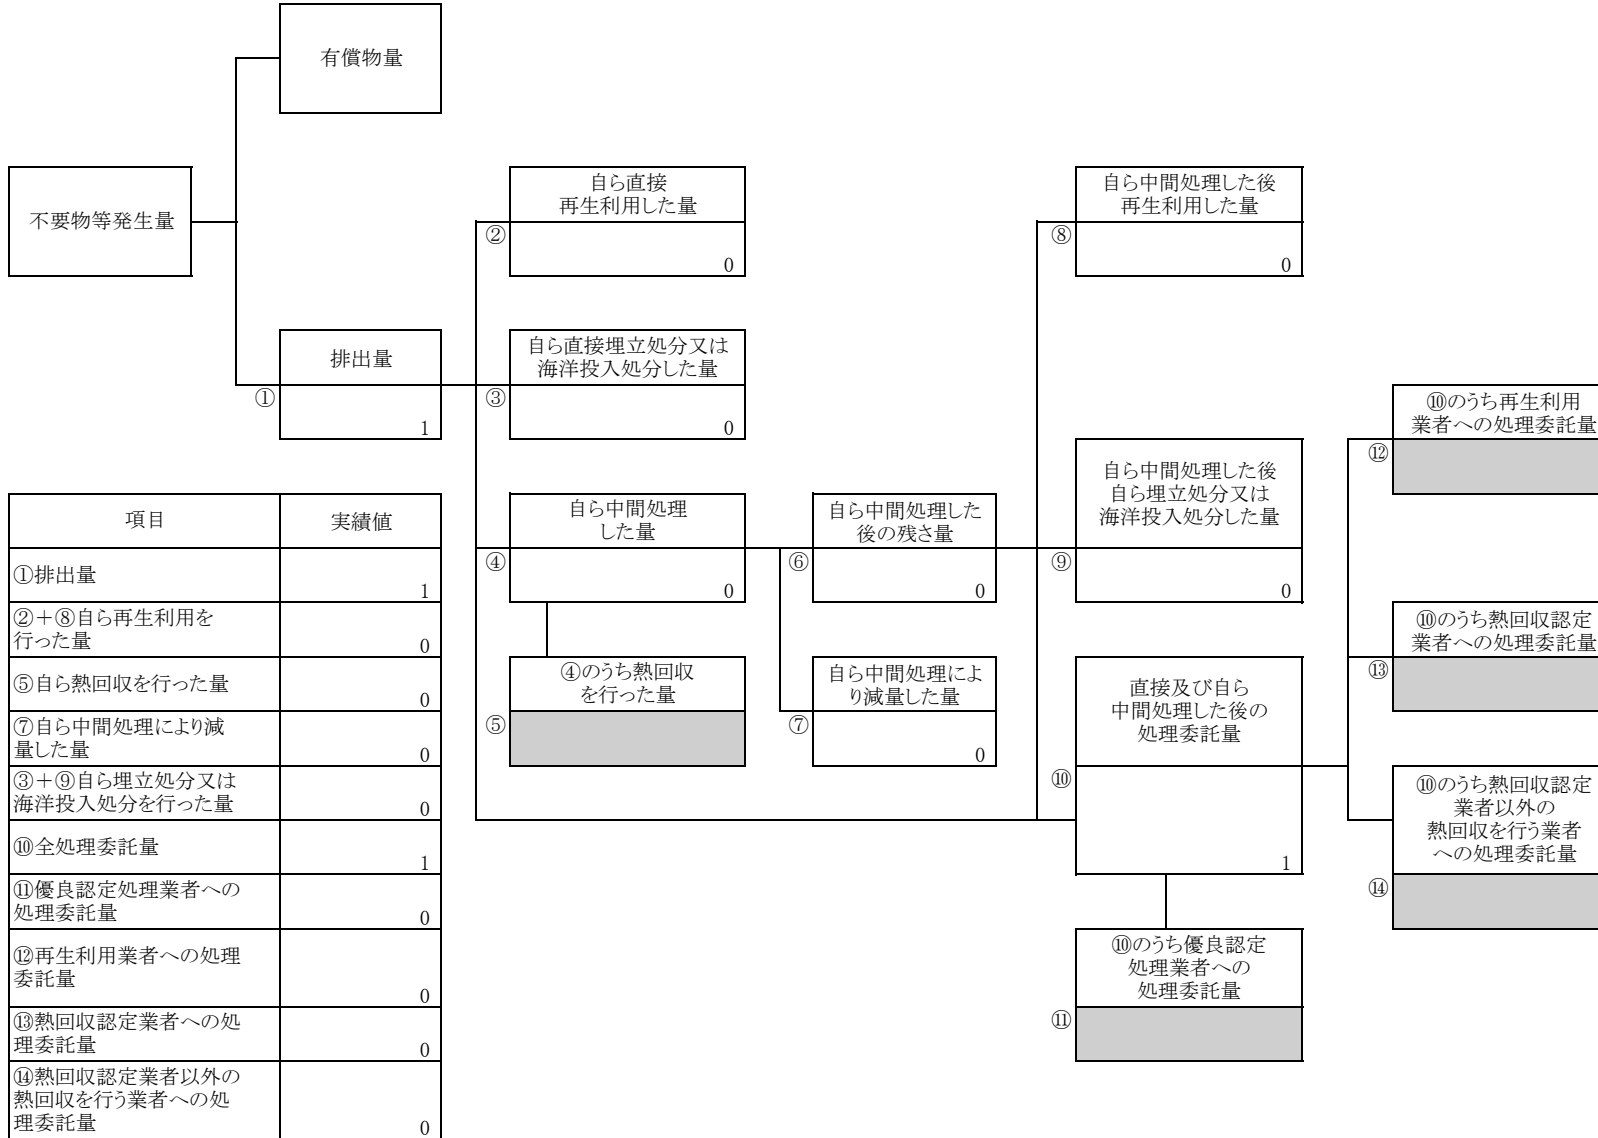 有償物量
不要物等発生量
自ら直接
再生利用した量
②
0
自ら中間処理した後
再生利用した量
⑧
0
排出量
①
1
自ら直接埋立処分又は
海洋投入処分した量
③
0
⑩のうち再生利用
業者への処理委託量
⑫
自ら中間処理
した量
④
0
自ら中間処理した
後の残さ量
⑥
0
自ら中間処理した後
自ら埋立処分又は
海洋投入処分した量
⑨
0
⑩のうち熱回収認定
業者への処理委託量
⑬
④のうち熱回収
を行った量
⑤
自ら中間処理によ
り減量した量
⑦
0
直接及び自ら
中間処理した後の
処理委託量
⑩
1
⑩のうち熱回収認定
業者以外の
熱回収を行う業者
への処理委託量
⑭
⑩のうち優良認定
処理業者への
処理委託量
⑪
項目 実績値
①排出量
1
②+⑧自ら再生利用を
行った量
0
⑤自ら熱回収を行った量
0
⑦自ら中間処理により減
量した量
0
③+⑨自ら埋立処分又は
海洋投入処分を行った量
0
⑩全処理委託量
1
⑪優良認定処理業者への
処理委託量
0
⑫再生利用業者への処理
委託量
0
⑬熱回収認定業者への処
理委託量
0
⑭熱回収認定業者以外の
熱回収を行う業者への処
理委託量
0